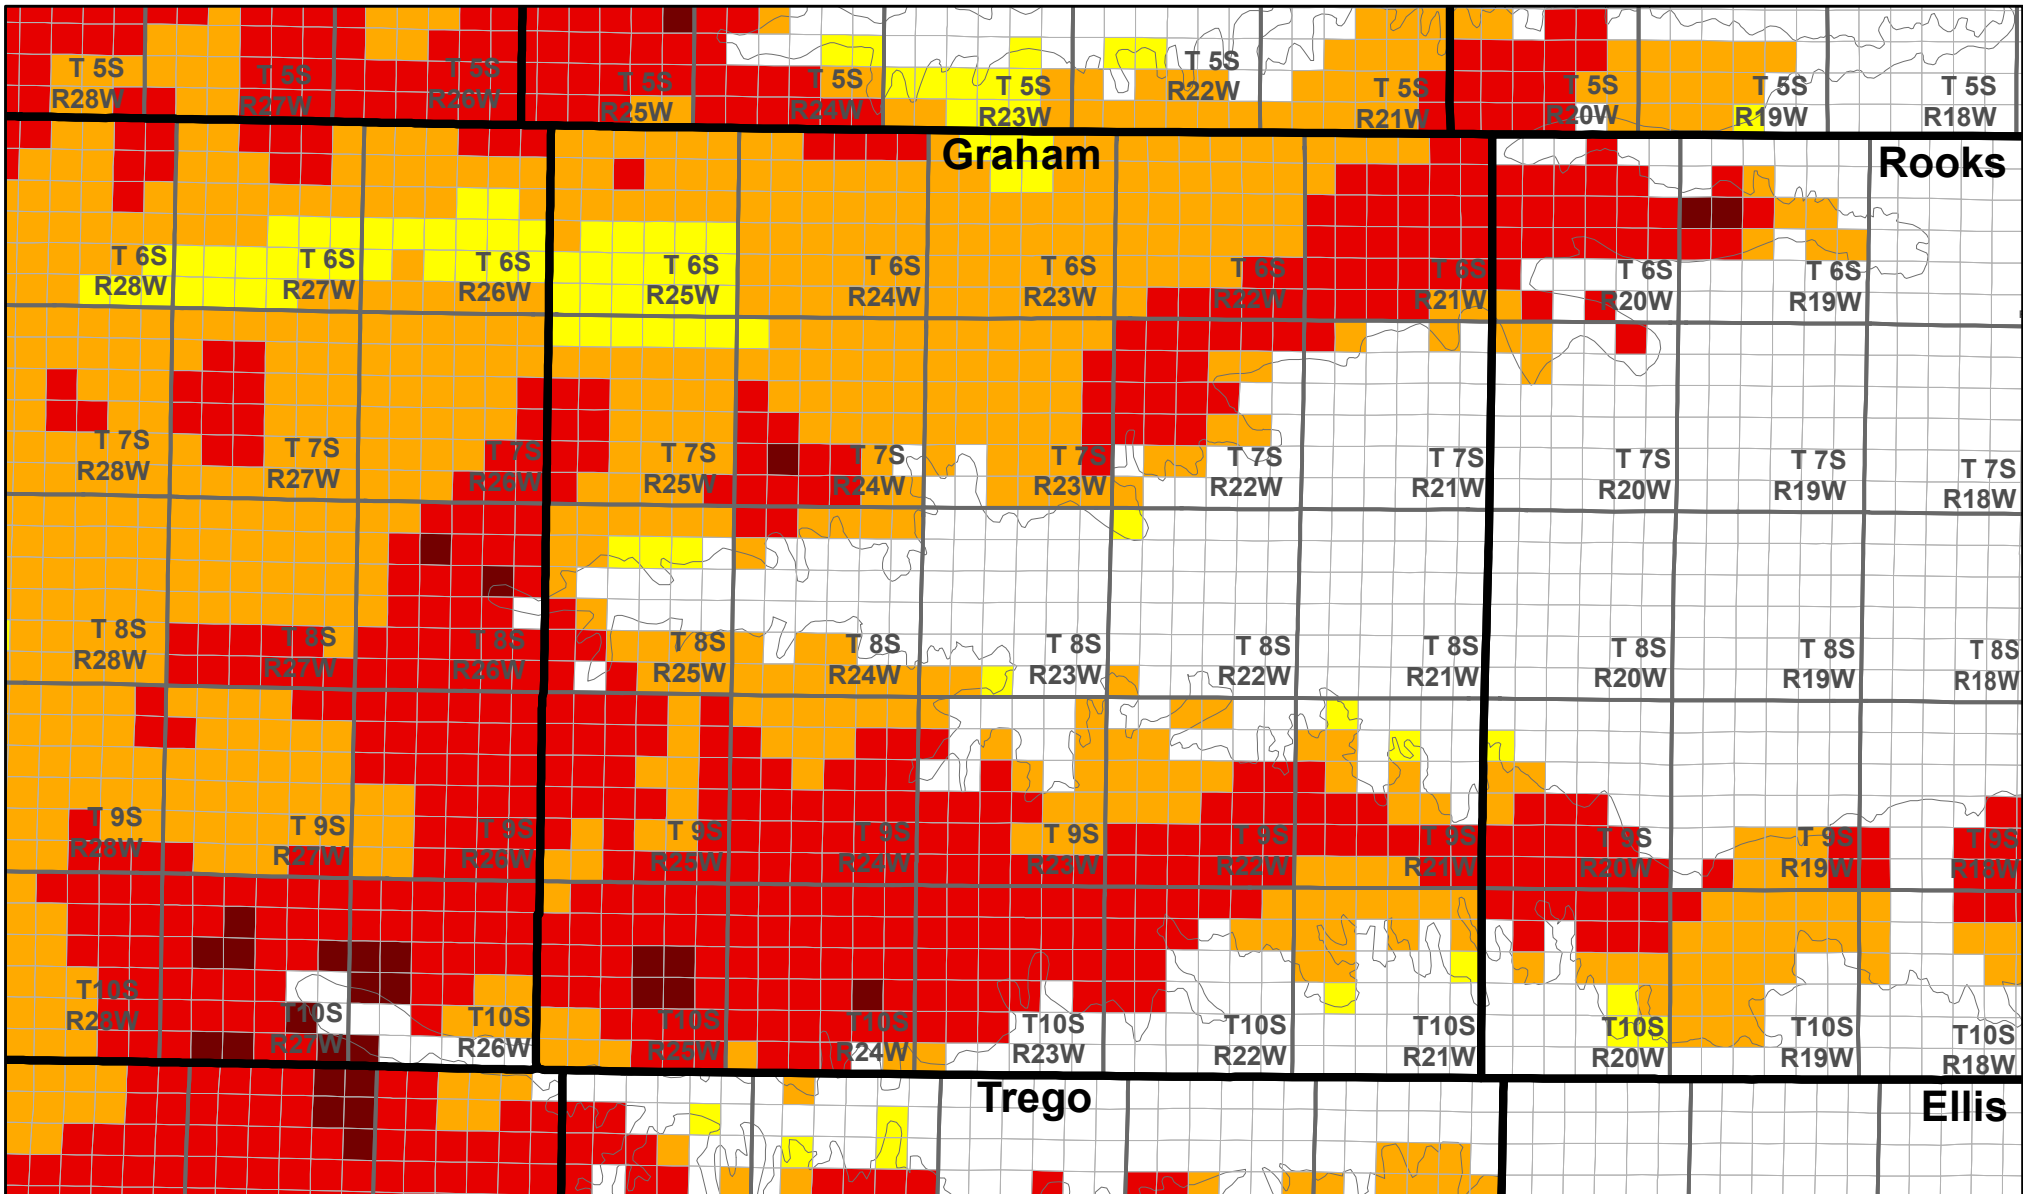 T 5S
R28W
T 5S
R27W
T 5S
R26W
T 5S
R25W
T 5S
R24W
T 5S
R23W
T 5S
R22W
T 5S
R21W
T 5S
R20W
T 5S
R19W
T 5S
R18W
Graham
Rooks
T 6S
R28W
T 6S
R27W
T 6S
R26W
T 6S
R25W
T 6S
R24W
T 6S
R23W
T 6S
R22W
T 6S
R21W
T 6S
R20W
T 6S
R19W
T 7S
R28W
T 7S
R27W
T 7S
R26W
T 7S
R25W
T 7S
R24W
T 7S
R23W
T 7S
R22W
T 7S
R21W
T 7S
R20W
T 7S
R19W
T 7S
R18W
T 8S
R28W
T 8S
R27W
T 8S
R26W
T 8S
R25W
T 8S
R24W
T 8S
R23W
T 8S
R22W
T 8S
R21W
T 8S
R20W
T 8S
R19W
T 8S
R18W
T 9S
R28W
T 9S
R27W
T 9S
R26W
T 9S
R25W
T 9S
R24W
T 9S
R23W
T 9S
R22W
T 9S
R21W
T 9S
R20W
T 9S
R19W
T 9S
R18W
T10S
R28W
T10S
R27W
T10S
R26W
T10S
R25W
T10S
R24W
T10S
R23W
T10S
R22W
T10S
R21W
T10S
R20W
T10S
R19W
T10S
R18W
Trego
Ellis